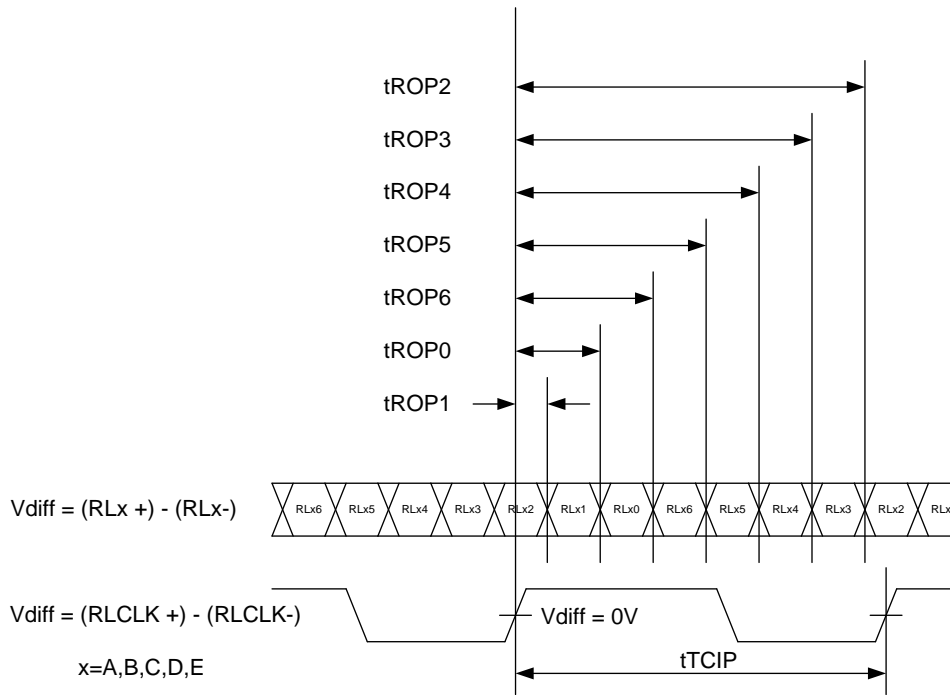 tROP2
tROP3
tROP4
tROP5
tROP6
tROP0
tROP1
Vdiff = (RLx +) - (RLx-)
RLx6 RLx5 RLx4 RLx3 RLx2 RLx1 RLx0 RLx6 RLx5 RLx4 RLx3 RLx2 RLx
Vdiff = (RLCLK +) - (RLCLK-)
Vdiff = 0V
x=A,B,C,D,E
tTCIP